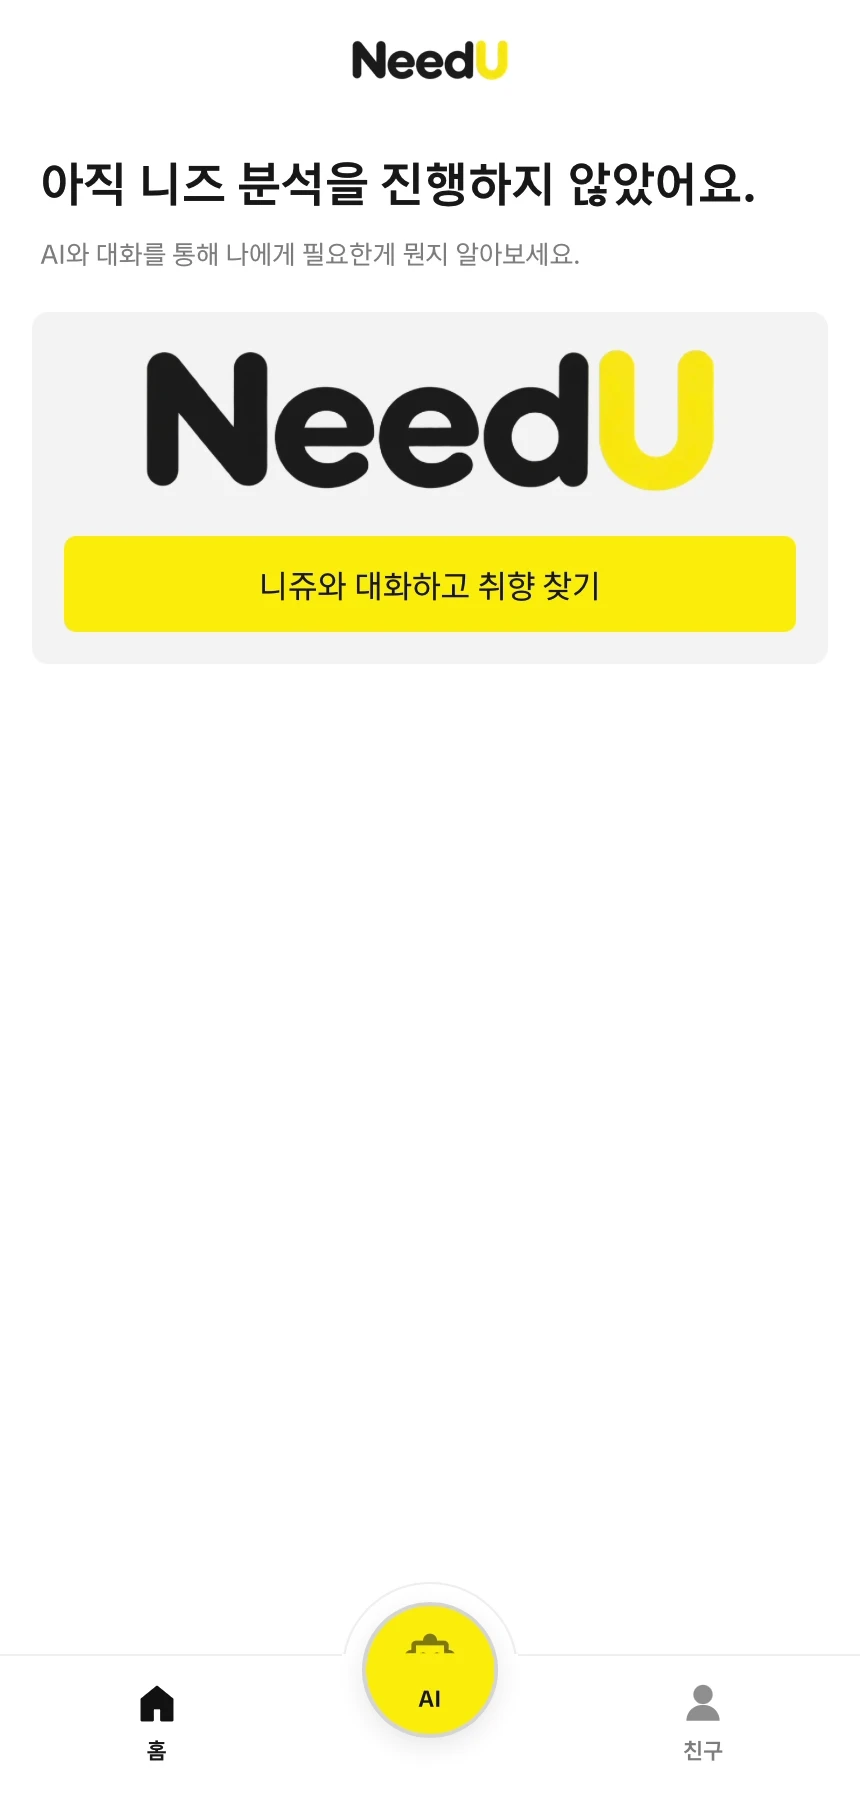 NeedU
아직 니즈 분석을 진행하지 않았어요.
AI와 대화를 통해 나에게 필요한게 뭔지 알아보세요.
NeedU
니쥬와 대화하고 취향 찾기
AI
홈
친구